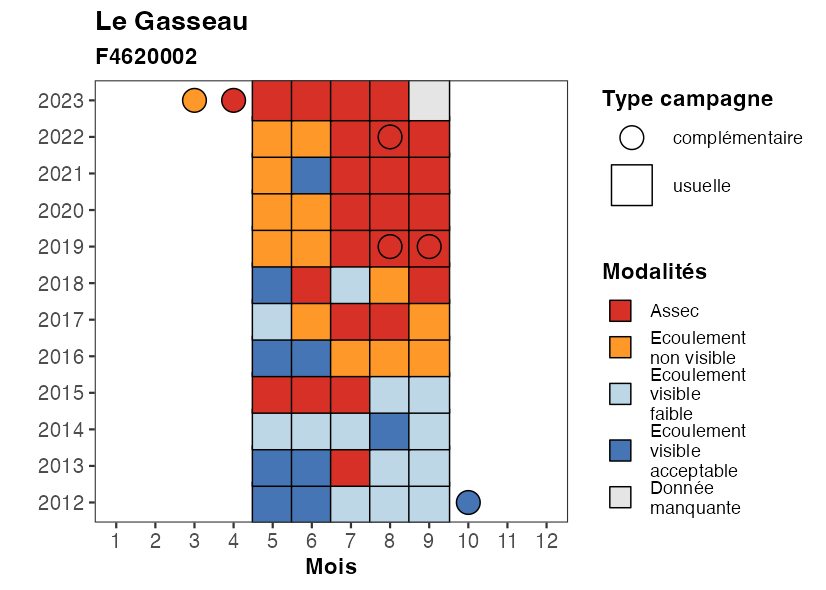 Le Gasseau
F4620002
2023
2022
2021
2020
2019
2018
2017
2016
2015
2014
2013
2012
1 2 3 4 5 6 7 8 9 10 11 12
Mois
Type campagne
complémentaire
usuelle
Modalités
Assec
Ecoulement
non visible
Ecoulement
visible
faible
Ecoulement
visible
acceptable
Donnée
manquante